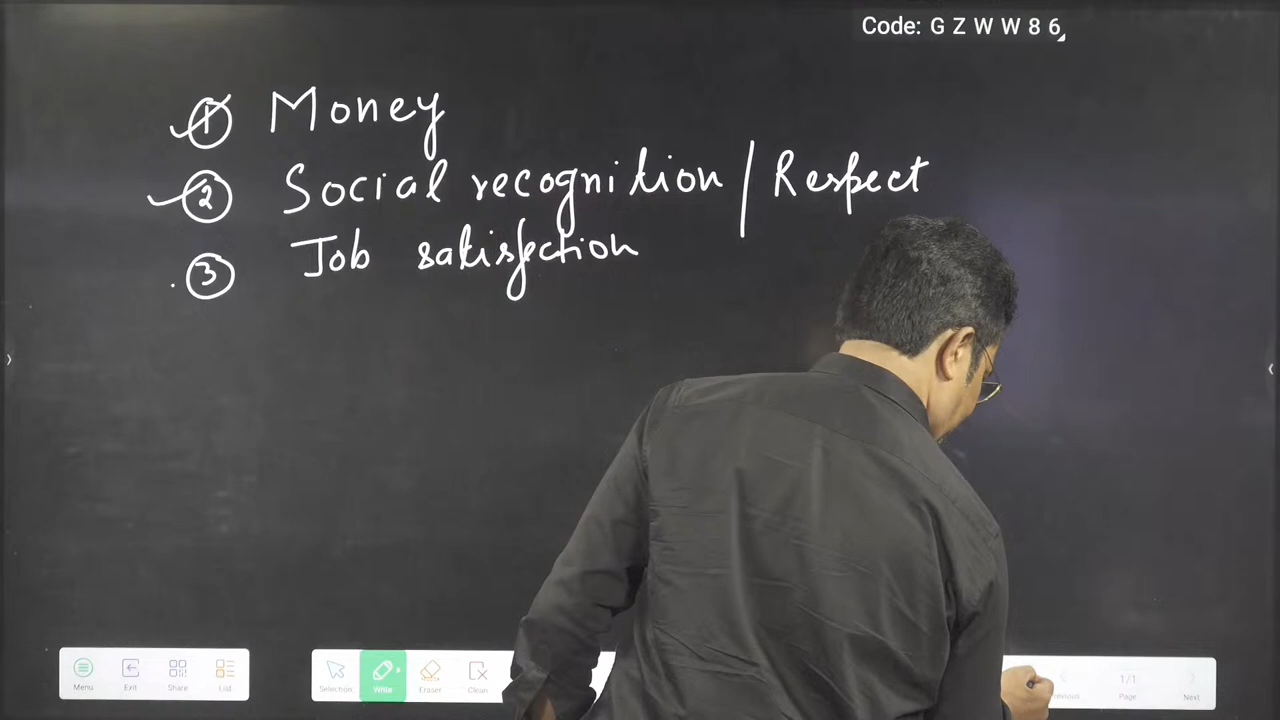 Code: G Z W W 8 6
① Money
② Social recognition / Respect
③ Job satisfection
Menu Exit Share List Selection Write Eraser Clean 1/1 Page Next